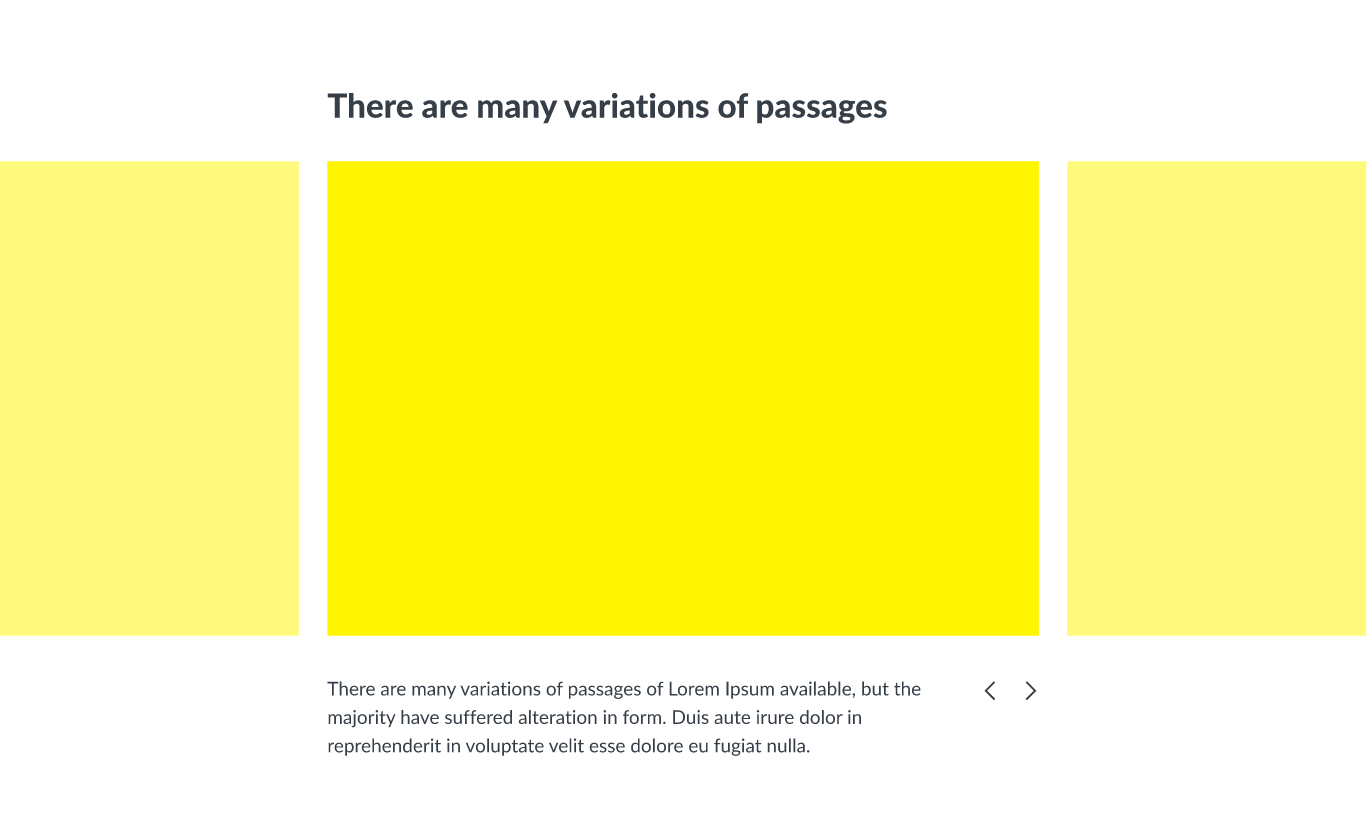 There are many variations of passages
There are many variations of passages of Lorem Ipsum available, but the
majority have suffered alteration in form. Duis aute irure dolor in
reprehenderit in voluptate velit esse dolore eu fugiat nulla.